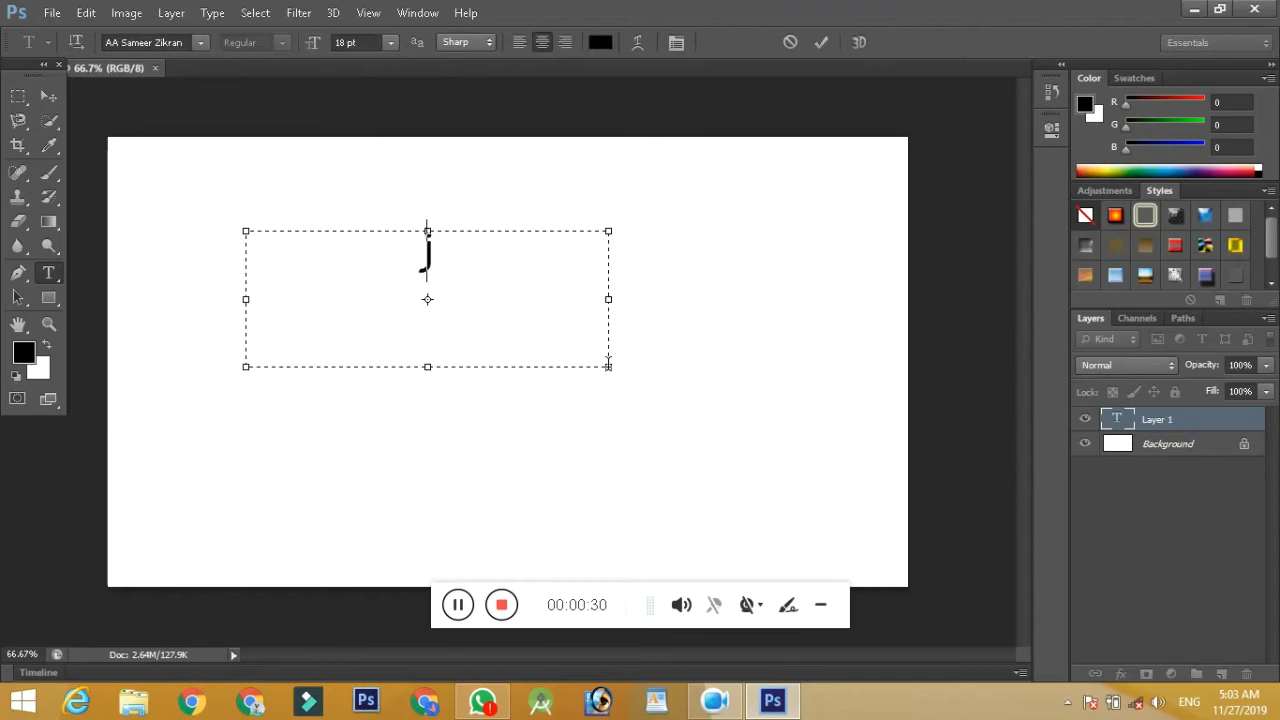 Ps File Edit Image Layer Type Select Filter 3D View Window Help
AA Sameer Zikran Regular 18 pt Sharp 3D Essentials
66.7% (RGB/8) ×
Color Swatches
R 0
G 0
B 0
Adjustments Styles
j
Layers Channels Paths
Kind
Normal Opacity: 100%
Lock: Fill: 100%
T Layer 1
Background
00:00:30
66.67% Doc: 2.64M/127.9K
Timeline
ENG
5:03 AM
11/27/2019